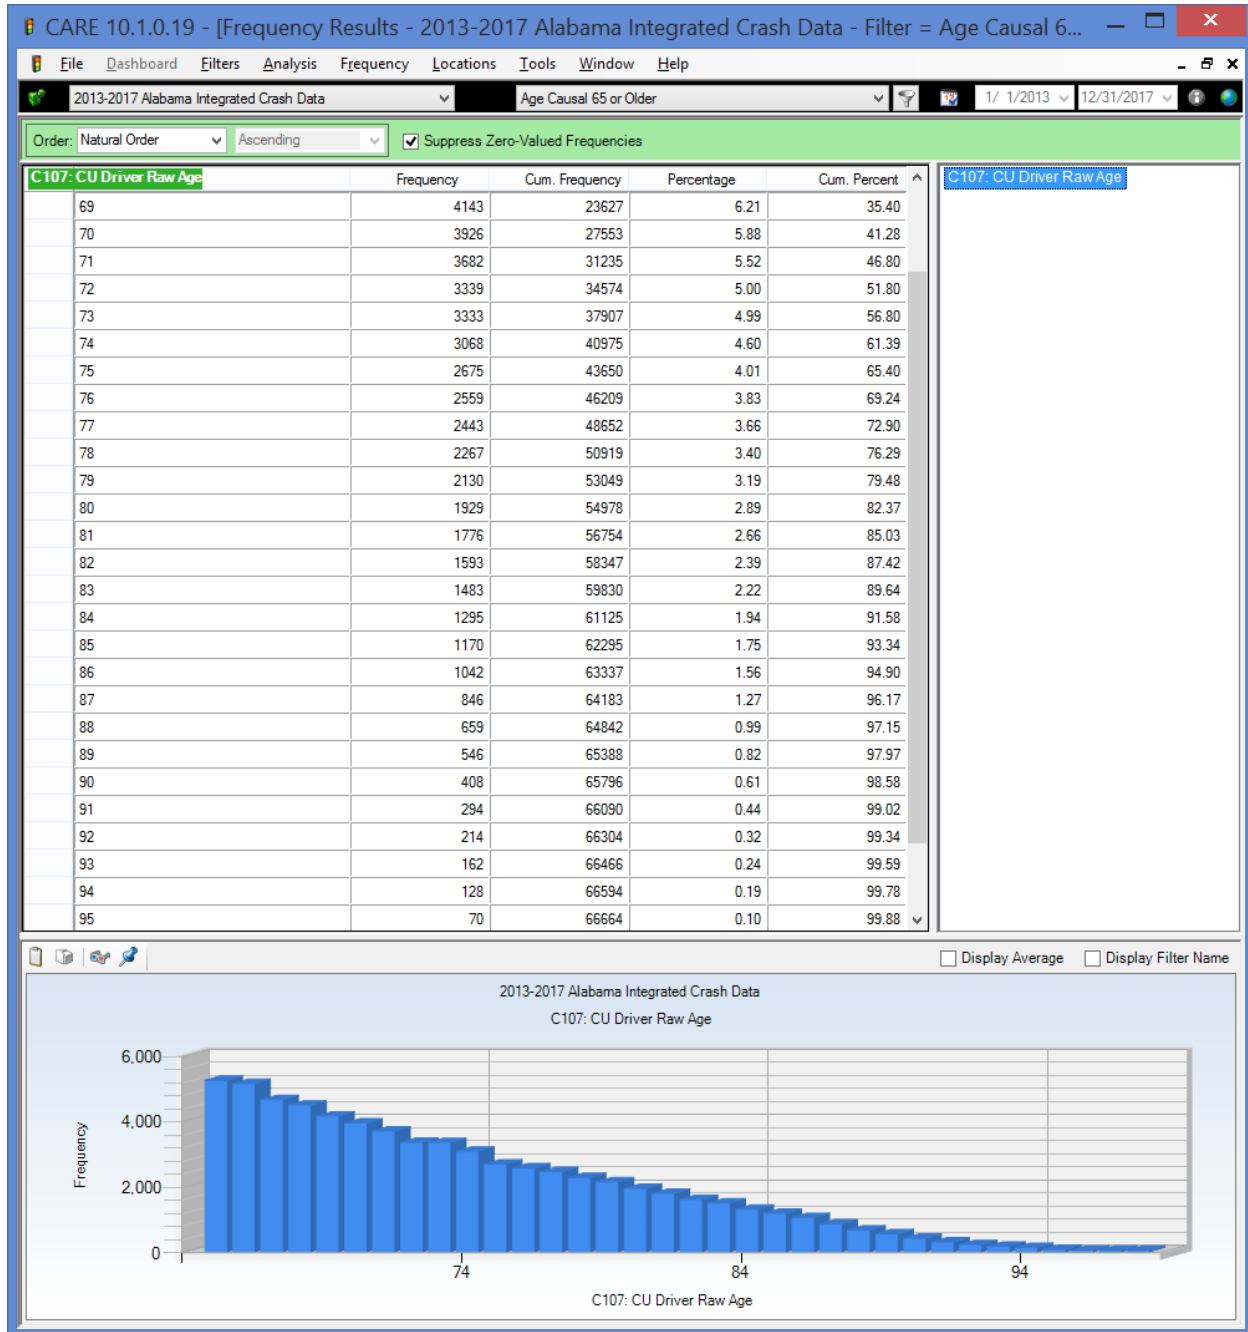 CARE 10.1.0.19 - [Frequency Results - 2013-2017 Alabama Integrated Crash Data - Filter = Age Causal 6...
File Dashboard Filters Analysis Frequency Locations Tools Window Help
2013-2017 Alabama Integrated Crash Data Age Causal 65 or Older 1/ 1/2013 12/31/2017
Order: Natural Order Ascending Suppress Zero-Valued Frequencies
C107: CU Driver Raw Age Frequency Cum. Frequency Percentage Cum. Percent C107: CU Driver Raw Age
69 4143 23627 6.21 35.40
70 3926 27553 5.88 41.28
71 3682 31235 5.52 46.80
72 3339 34574 5.00 51.80
73 3333 37907 4.99 56.80
74 3068 40975 4.60 61.39
75 2675 43650 4.01 65.40
76 2559 46209 3.83 69.24
77 2443 48652 3.66 72.90
78 2267 50919 3.40 76.29
79 2130 53049 3.19 79.48
80 1929 54978 2.89 82.37
81 1776 56754 2.66 85.03
82 1593 58347 2.39 87.42
83 1483 59830 2.22 89.64
84 1295 61125 1.94 91.58
85 1170 62295 1.75 93.34
86 1042 63337 1.56 94.90
87 846 64183 1.27 96.17
88 659 64842 0.99 97.15
89 546 65388 0.82 97.97
90 408 65796 0.61 98.58
91 294 66090 0.44 99.02
92 214 66304 0.32 99.34
93 162 66466 0.24 99.59
94 128 66594 0.19 99.78
95 70 66664 0.10 99.88
Display Average Display Filter Name
2013-2017 Alabama Integrated Crash Data
C107: CU Driver Raw Age
6,000
4,000
Frequency
2,000
0
74 84 94
C107: CU Driver Raw Age